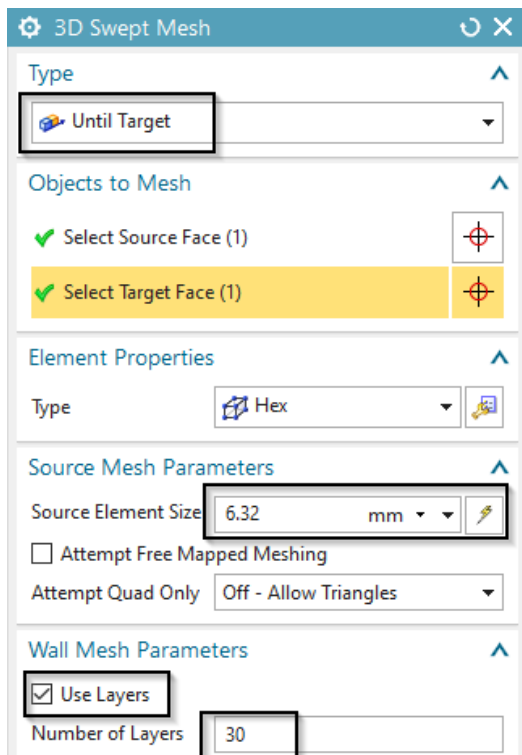 3D Swept Mesh
Type
Until Target
Objects to Mesh
Select Source Face (1)
Select Target Face (1)
Element Properties
Type Hex
Source Mesh Parameters
Source Element Size 6.32 mm
Attempt Free Mapped Meshing
Attempt Quad Only Off - Allow Triangles
Wall Mesh Parameters
Use Layers
Number of Layers 30